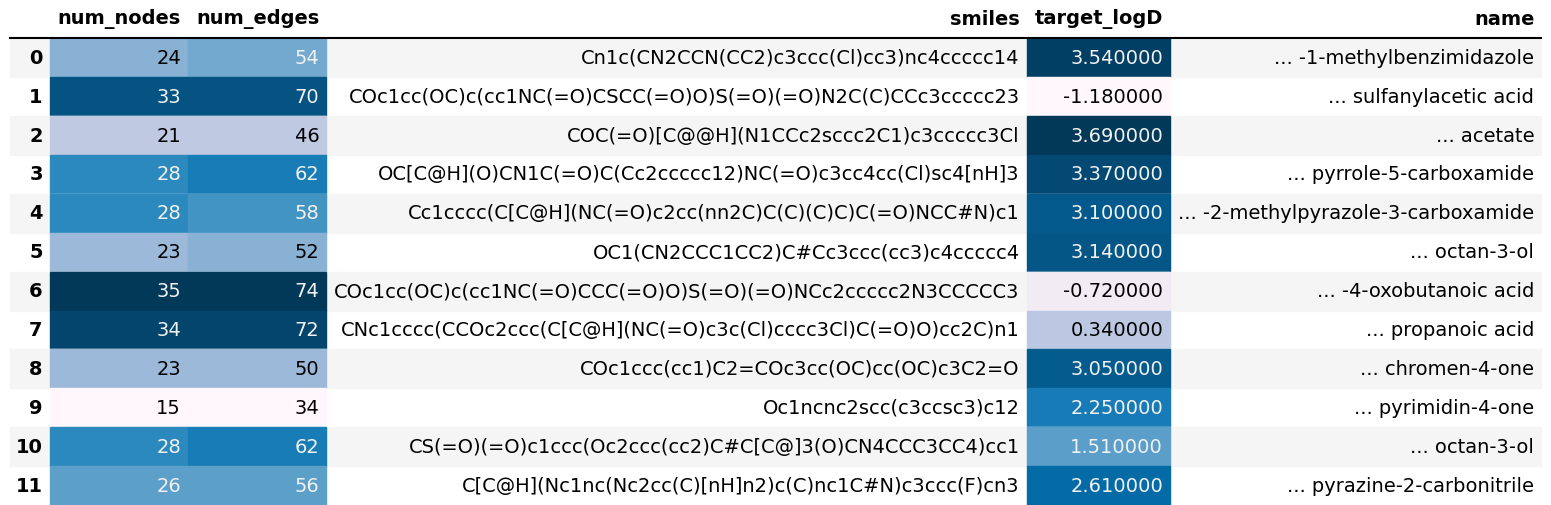 num_nodes num_edges smiles target_logD name
0 24 54 Cn1c(CN2CCN(CC2)c3ccc(Cl)cc3)nc4ccccc14 3.540000 ... -1-methylbenzimidazole
1 33 70 COc1cc(OC)c(cc1NC(=O)CSCC(=O)O)S(=O)(=O)N2C(C)CCc3ccccc23 -1.180000 ... sulfanylacetic acid
2 21 46 COC(=O)[C@@H](N1CCc2sccc2C1)c3ccccc3Cl 3.690000 ... acetate
3 28 62 OC[C@H](O)CN1C(=O)C(Cc2ccccc12)NC(=O)c3cc4cc(Cl)sc4[nH]3 3.370000 ... pyrrole-5-carboxamide
4 28 58 Cc1cccc(C[C@H](NC(=O)c2cc(nn2C)C(C)(C)C)C(=O)NCC#N)c1 3.100000 ... -2-methylpyrazole-3-carboxamide
5 23 52 OC1(CN2CCC1CC2)C#Cc3ccc(cc3)c4ccccc4 3.140000 ... octan-3-ol
6 35 74 COc1cc(OC)c(cc1NC(=O)CCC(=O)O)S(=O)(=O)NCc2ccccc2N3CCCCC3 -0.720000 ... -4-oxobutanoic acid
7 34 72 CNc1cccc(CCOc2ccc(C[C@H](NC(=O)c3c(Cl)cccc3Cl)C(=O)O)cc2C)n1 0.340000 ... propanoic acid
8 23 50 COc1ccc(cc1)C2=COc3cc(OC)cc(OC)c3C2=O 3.050000 ... chromen-4-one
9 15 34 Oc1ncnc2scc(c3ccsc3)c12 2.250000 ... pyrimidin-4-one
10 28 62 CS(=O)(=O)c1ccc(Oc2ccc(cc2)C#C[C@]3(O)CN4CCC3CC4)cc1 1.510000 ... octan-3-ol
11 26 56 C[C@H](Nc1nc(Nc2cc(C)[nH]n2)c(C)nc1C#N)c3ccc(F)cn3 2.610000 ... pyrazine-2-carbonitrile